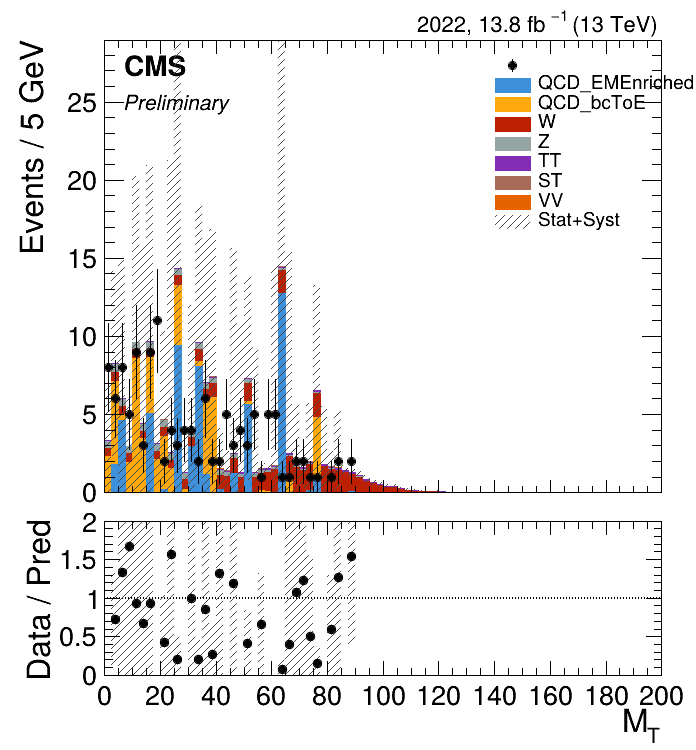 2022, 13.8 fb⁻¹ (13 TeV)
Events / 5 GeV
CMS
Preliminary
QCD_EMEnriched
QCD_bcToE
W
Z
TT
ST
VV
Stat+Syst
25
20
15
10
5
0
Data / Pred
2
1.5
1
0.5
0
0 20 40 60 80 100 120 140 160 180 200
M_T